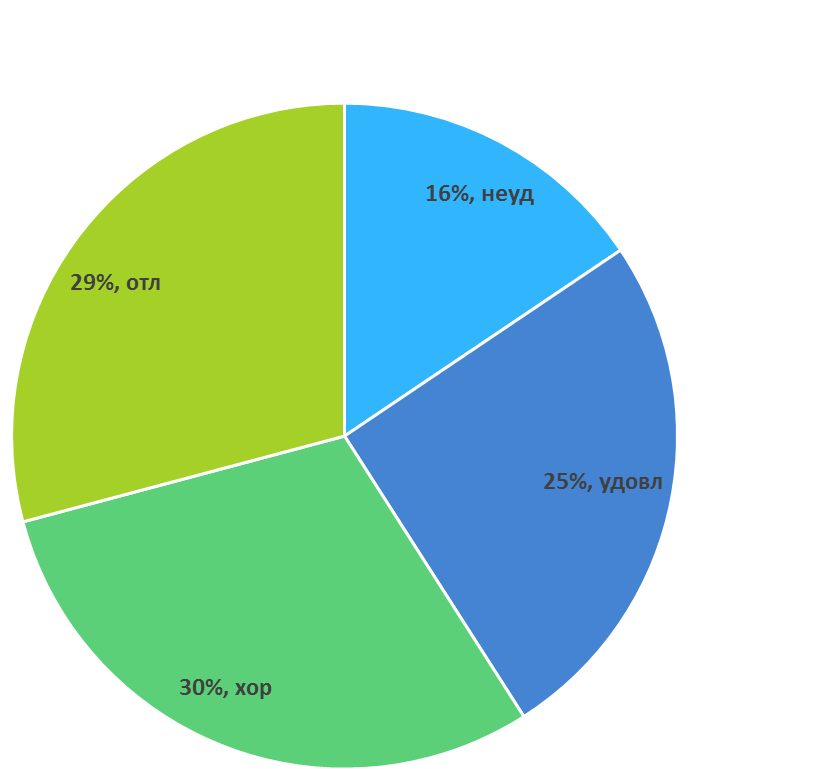 16%, неуд
29%, отл
25%, удовл
30%, хор